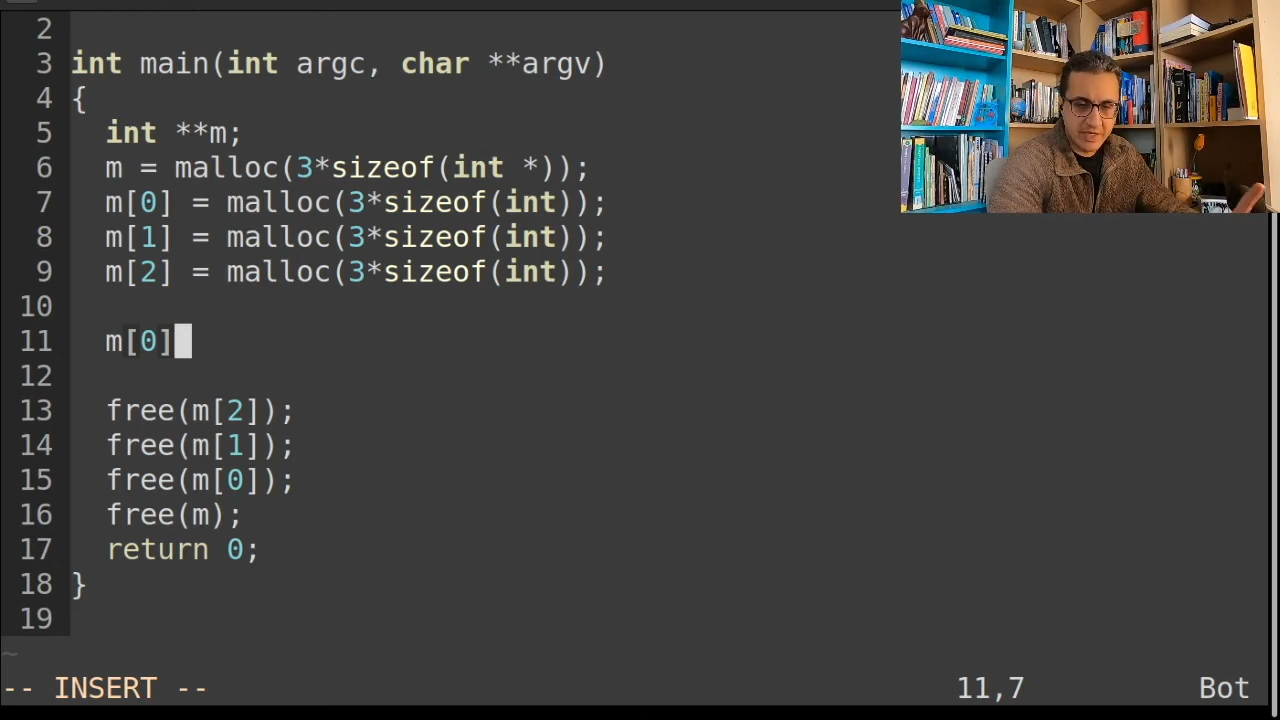 2
3 int main(int argc, char **argv)
4 {
5 int **m;
6 m = malloc(3*sizeof(int *));
7 m[0] = malloc(3*sizeof(int));
8 m[1] = malloc(3*sizeof(int));
9 m[2] = malloc(3*sizeof(int));
10
11 m[0]
12
13 free(m[2]);
14 free(m[1]);
15 free(m[0]);
16 free(m);
17 return 0;
18 }
19
~
-- INSERT -- 11,7 Bot